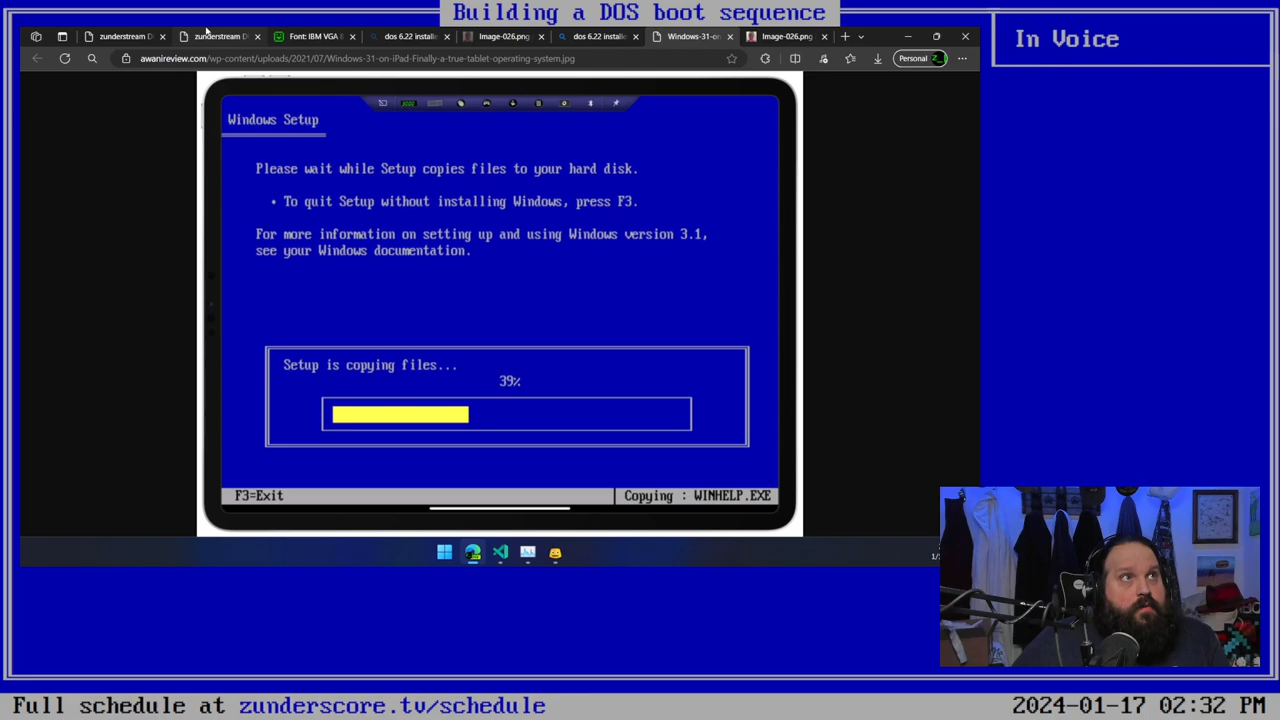 Building a DOS boot sequence
zunderstream D
zunderstream D
Font: IBM VGA 8
dos 6.22 installe
Image-026.png
dos 6.22 installe
Windows-31-on
Image-026.png
awanireview.com/wp-content/uploads/2021/07/Windows-31-on-iPad-Finally-a-true-tablet-operating-system.jpg
Personal
In Voice
Windows Setup
Please wait while Setup copies files to your hard disk.
• To quit Setup without installing Windows, press F3.
For more information on setting up and using Windows version 3.1,
see your Windows documentation.
Setup is copying files...
39%
F3=Exit
Copying : WINHELP.EXE
Full schedule at zunderscore.tv/schedule
2024-01-17 02:32 PM